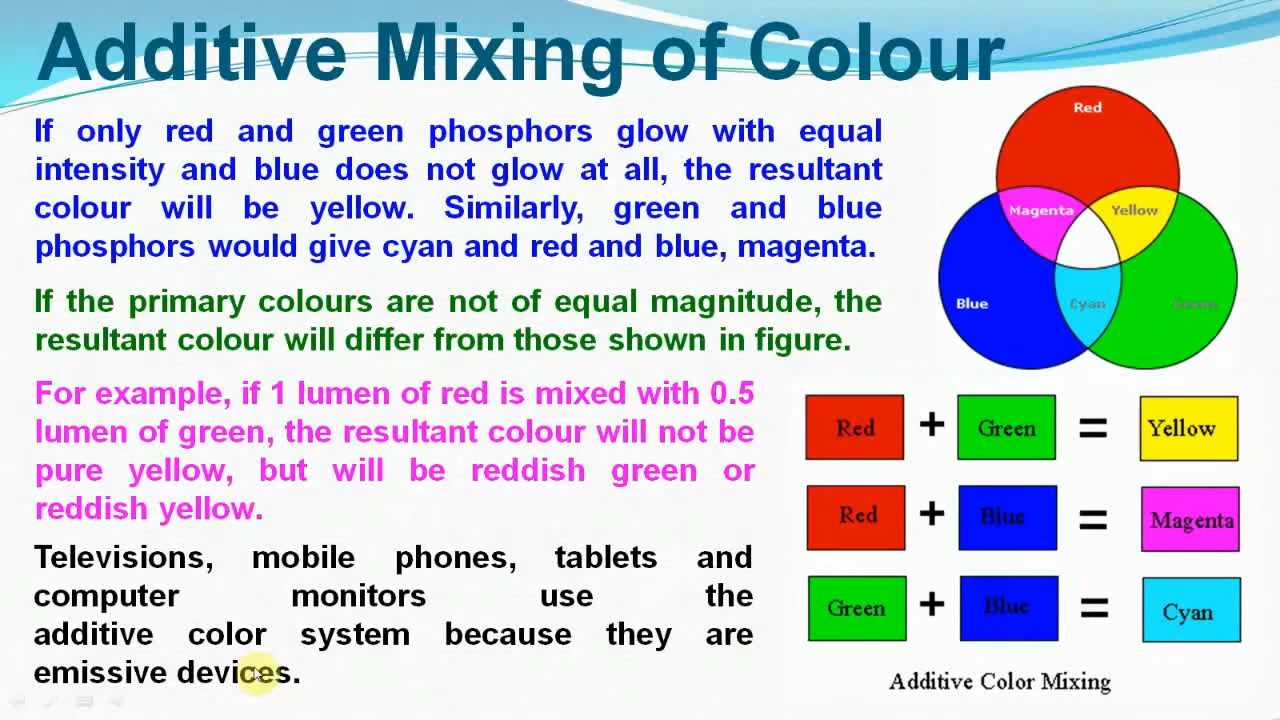 Additive Mixing of Colour
If only red and green phosphors glow with equal
intensity and blue does not glow at all, the resultant
colour will be yellow. Similarly, green and blue
phosphors would give cyan and red and blue, magenta.
If the primary colours are not of equal magnitude, the
resultant colour will differ from those shown in figure.
For example, if 1 lumen of red is mixed with 0.5
lumen of green, the resultant colour will not be
pure yellow, but will be reddish green or
reddish yellow.
Televisions, mobile phones, tablets and
computer monitors use the
additive color system because they are
emissive devices.
Red
Magenta Yellow
Blue Cyan Green
Red + Green = Yellow
Red + Blue = Magenta
Green + Blue = Cyan
Additive Color Mixing